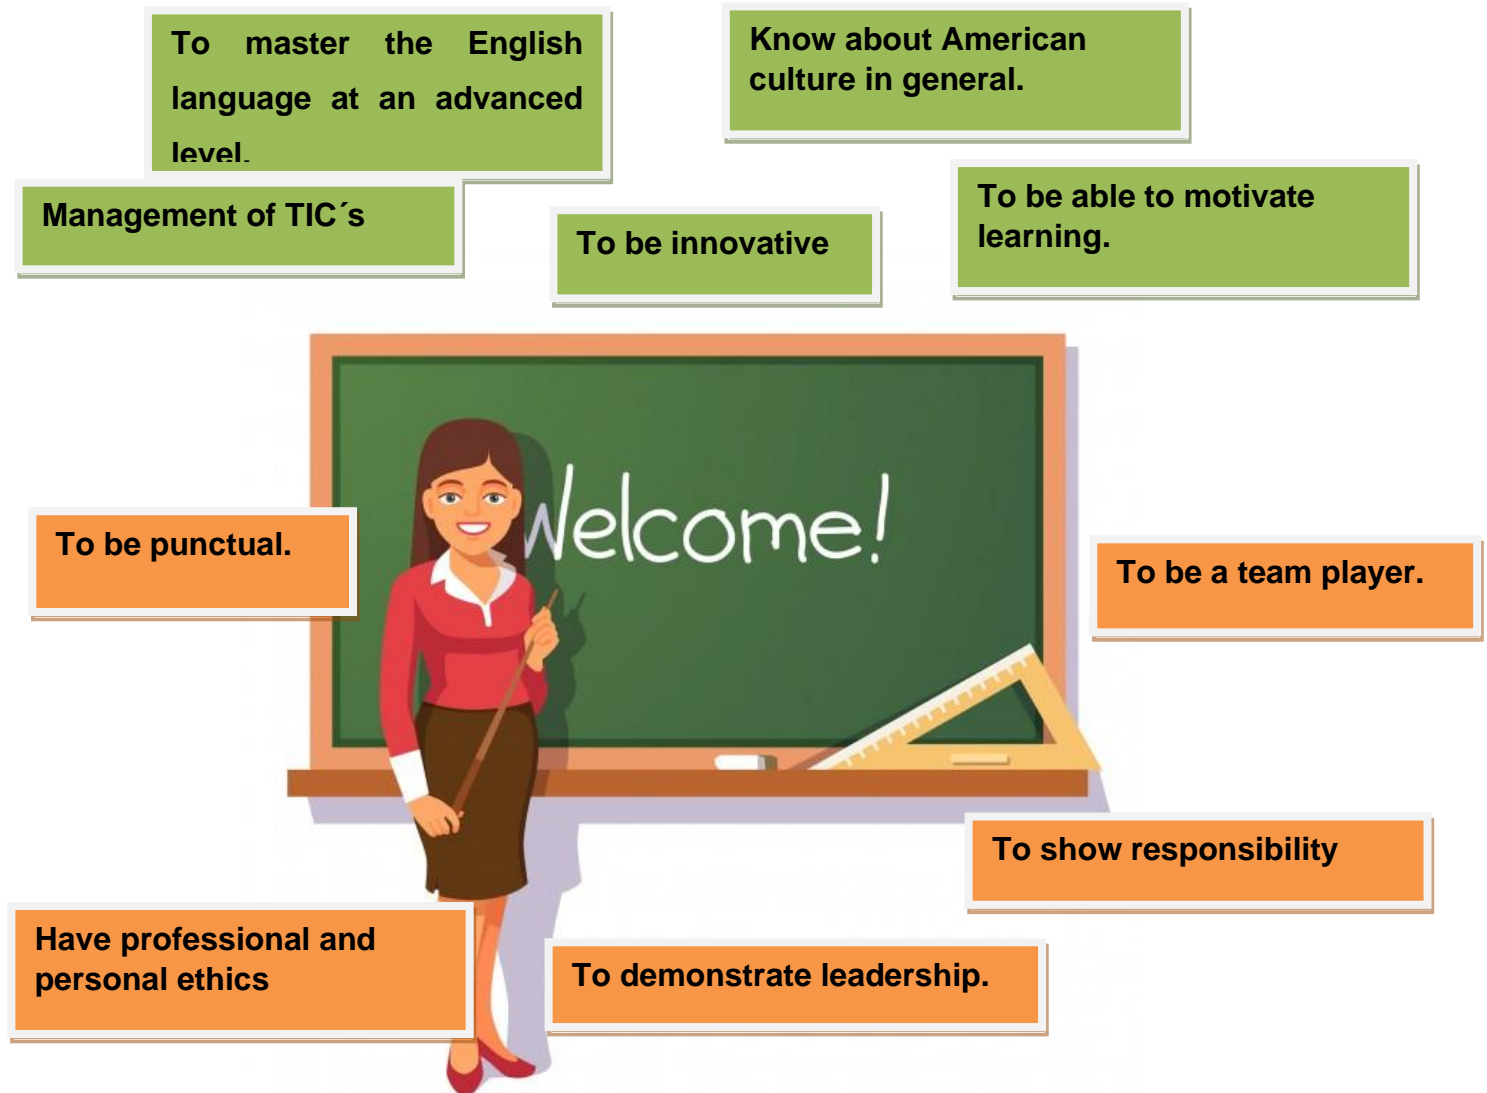 To master the English
language at an advanced
level.
Know about American
culture in general.
Management of TIC´s
To be innovative
To be able to motivate
learning.
Welcome!
To be punctual.
To be a team player.
To show responsibility
Have professional and
personal ethics
To demonstrate leadership.